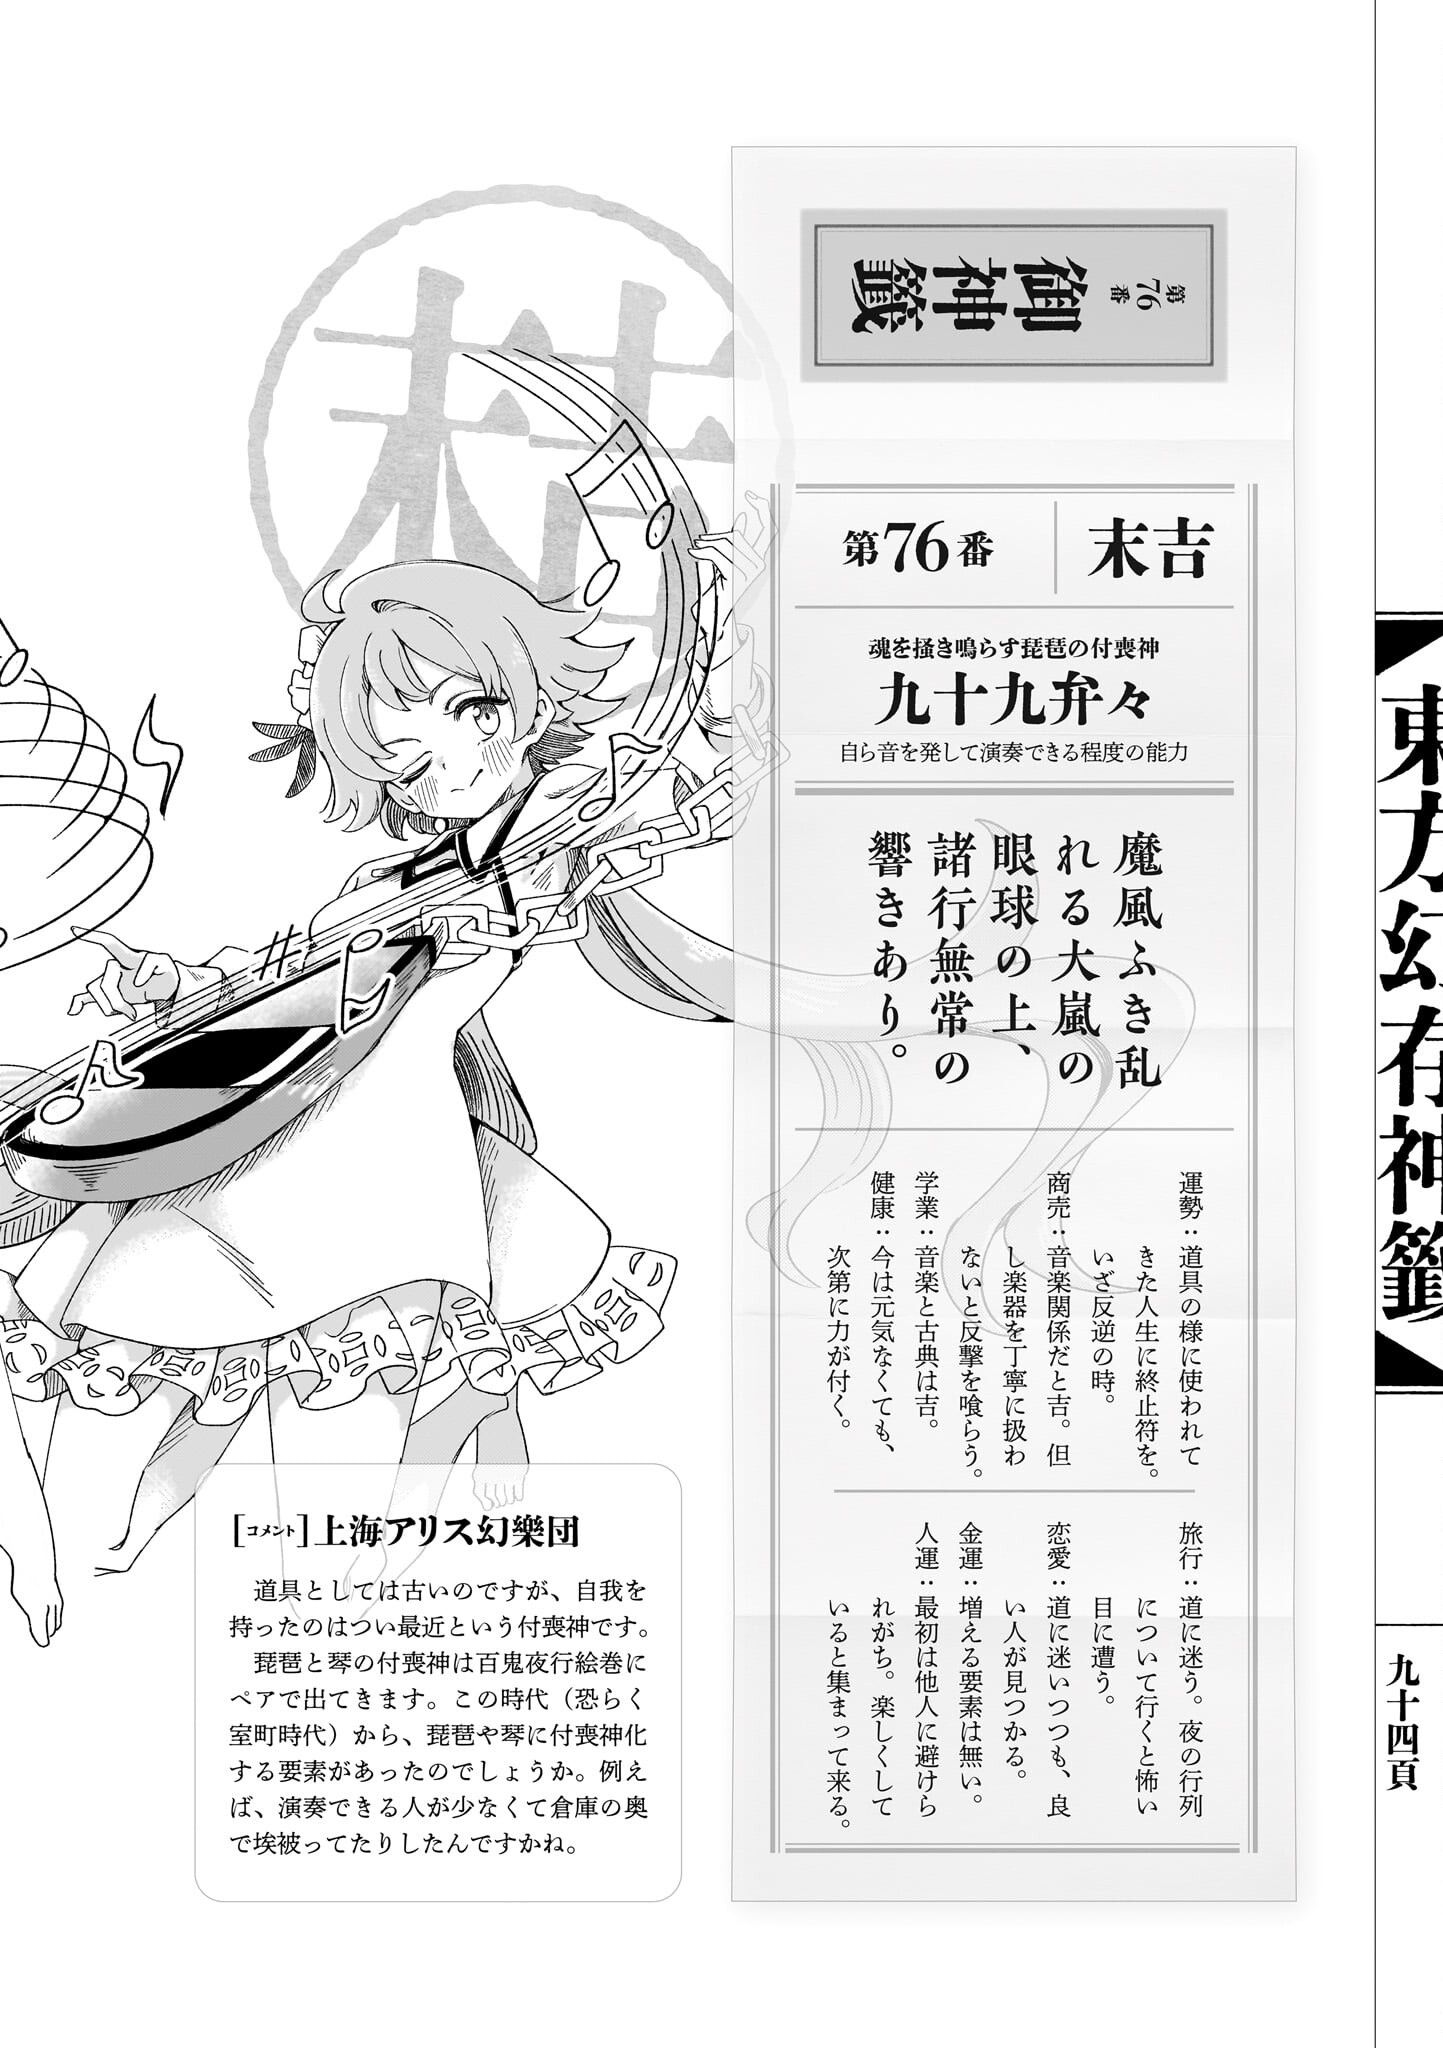 御神籤
第76番
末吉
末吉
第76番
魂を掻き鳴らす琵琶の付喪神
九十九弁々
自ら音を発して演奏できる程度の能力
魔風ふき乱
れる大嵐の
眼球の上、
諸行無常の
響きあり。
運勢：道具の様に使われて
きた人生に終止符を。
いざ反逆の時。
商売：音楽関係だと吉。但
し楽器を丁寧に扱わ
ないと反撃を喰らう。
学業：音楽と古典は吉。
健康：今は元気なくても、
次第に力が付く。
旅行：道に迷う。夜の行列
について行くと怖い
目に遭う。
恋愛：道に迷いつつも、良
い人が見つかる。
金運：増える要素は無い。
人運：最初は他人に避けら
れがち。楽しくして
いると集まって来る。
[コメント]上海アリス幻樂団
道具としては古いのですが、自我を
持ったのはつい最近という付喪神です。
琵琶と琴の付喪神は百鬼夜行絵巻に
ペアで出てきます。この時代（恐らく
室町時代）から、琵琶や琴に付喪神化
する要素があったのでしょうか。例え
ば、演奏できる人が少なくて倉庫の奥
で埃被ってたりしたんですかね。
東方幻存神籤
九十四頁